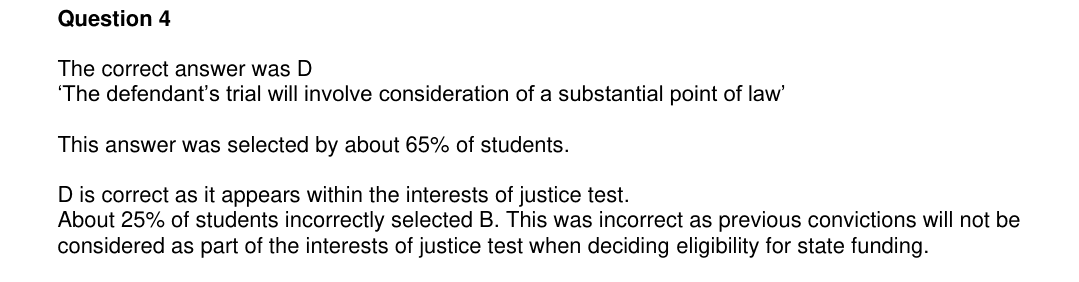 Question 4
The correct answer was D
‘The defendant’s trial will involve consideration of a substantial point of law’
This answer was selected by about 65% of students.
D is correct as it appears within the interests of justice test.
About 25% of students incorrectly selected B. This was incorrect as previous convictions will not be
considered as part of the interests of justice test when deciding eligibility for state funding.